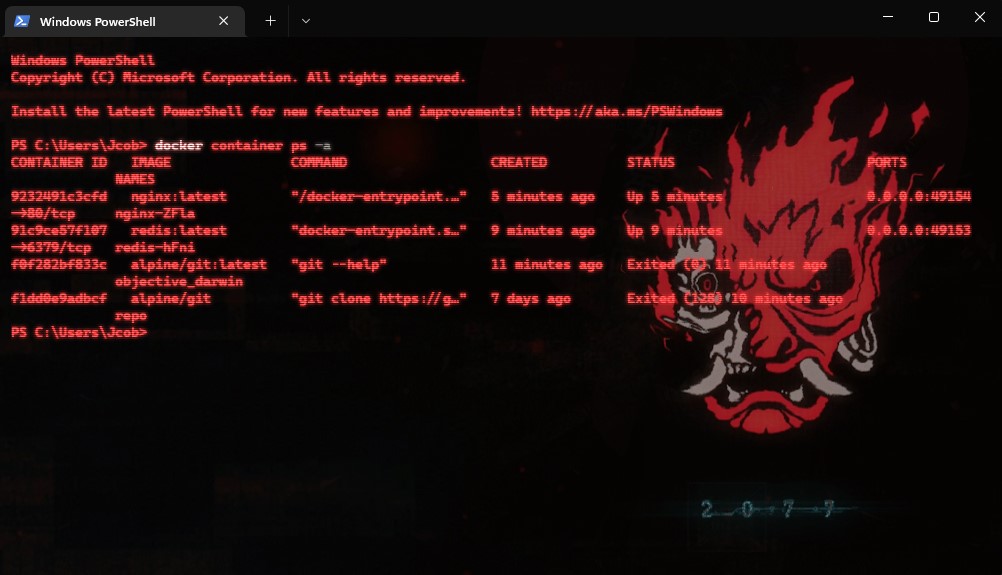 Windows PowerShell
Windows PowerShell
Copyright (C) Microsoft Corporation. All rights reserved.
Install the latest PowerShell for new features and improvements! https://aka.ms/PSWindows
PS C:\Users\Jcob> docker container ps -a
CONTAINER ID   IMAGE               COMMAND                  CREATED          STATUS                        PORTS
             NAMES
9232491c3cfd   nginx:latest        "/docker-entrypoint.…"   5 minutes ago    Up 5 minutes                  0.0.0.0:49154
->80/tcp     nginx-ZFla
91c9ce57f107   redis:latest        "docker-entrypoint.s…"   9 minutes ago    Up 9 minutes                  0.0.0.0:49153
->6379/tcp   redis-hFni
f0f282bf833c   alpine/git:latest   "git --help"             11 minutes ago   Exited (0) 11 minutes ago
             objective_darwin
f1dd0e9adbcf   alpine/git          "git clone https://g…"   7 days ago       Exited (128) 10 minutes ago
             repo
PS C:\Users\Jcob>
2 0 7 7